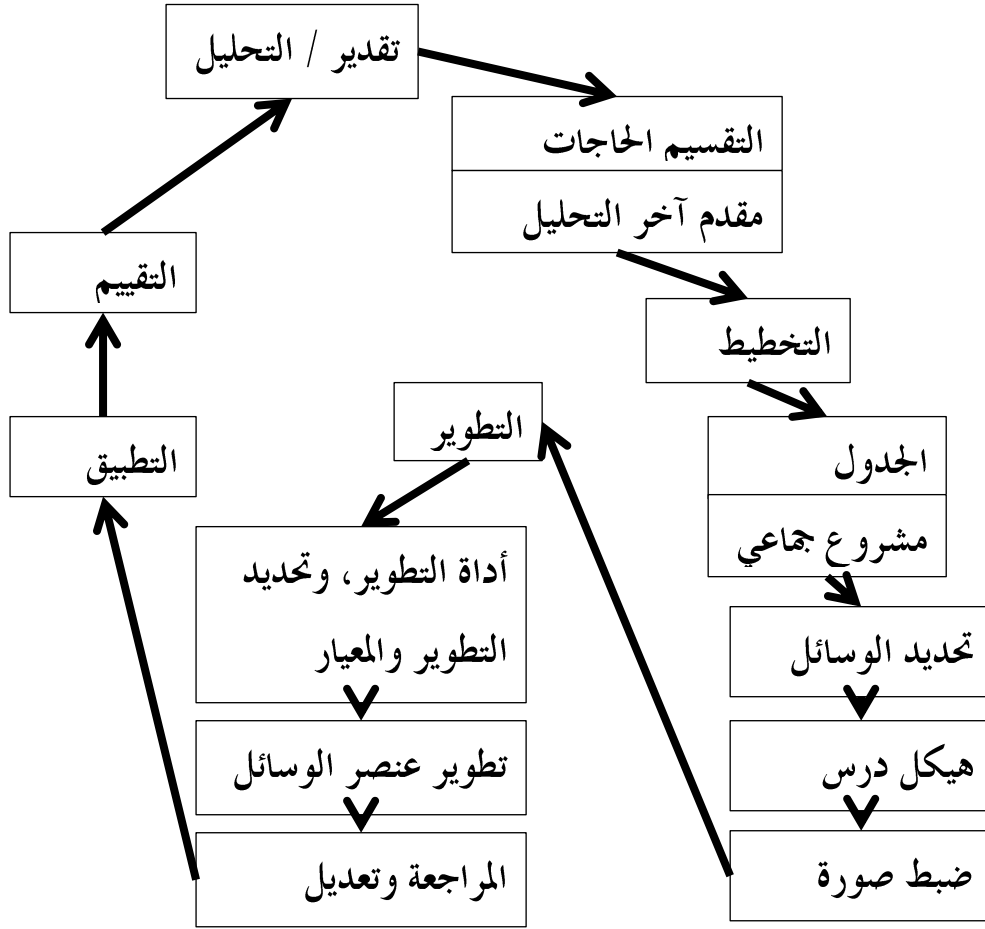 تقدير / التحليل
التقسيم الحاجات
مقدم آخر التحليل
التخطيط
الجدول
مشروع جماعي
تحديد الوسائل
هيكل درس
ضبط صورة
التطوير
أداة التطوير، وتحديد
التطوير والمعيار
تطوير عنصر الوسائل
المراجعة وتعديل
التطبيق
التقييم